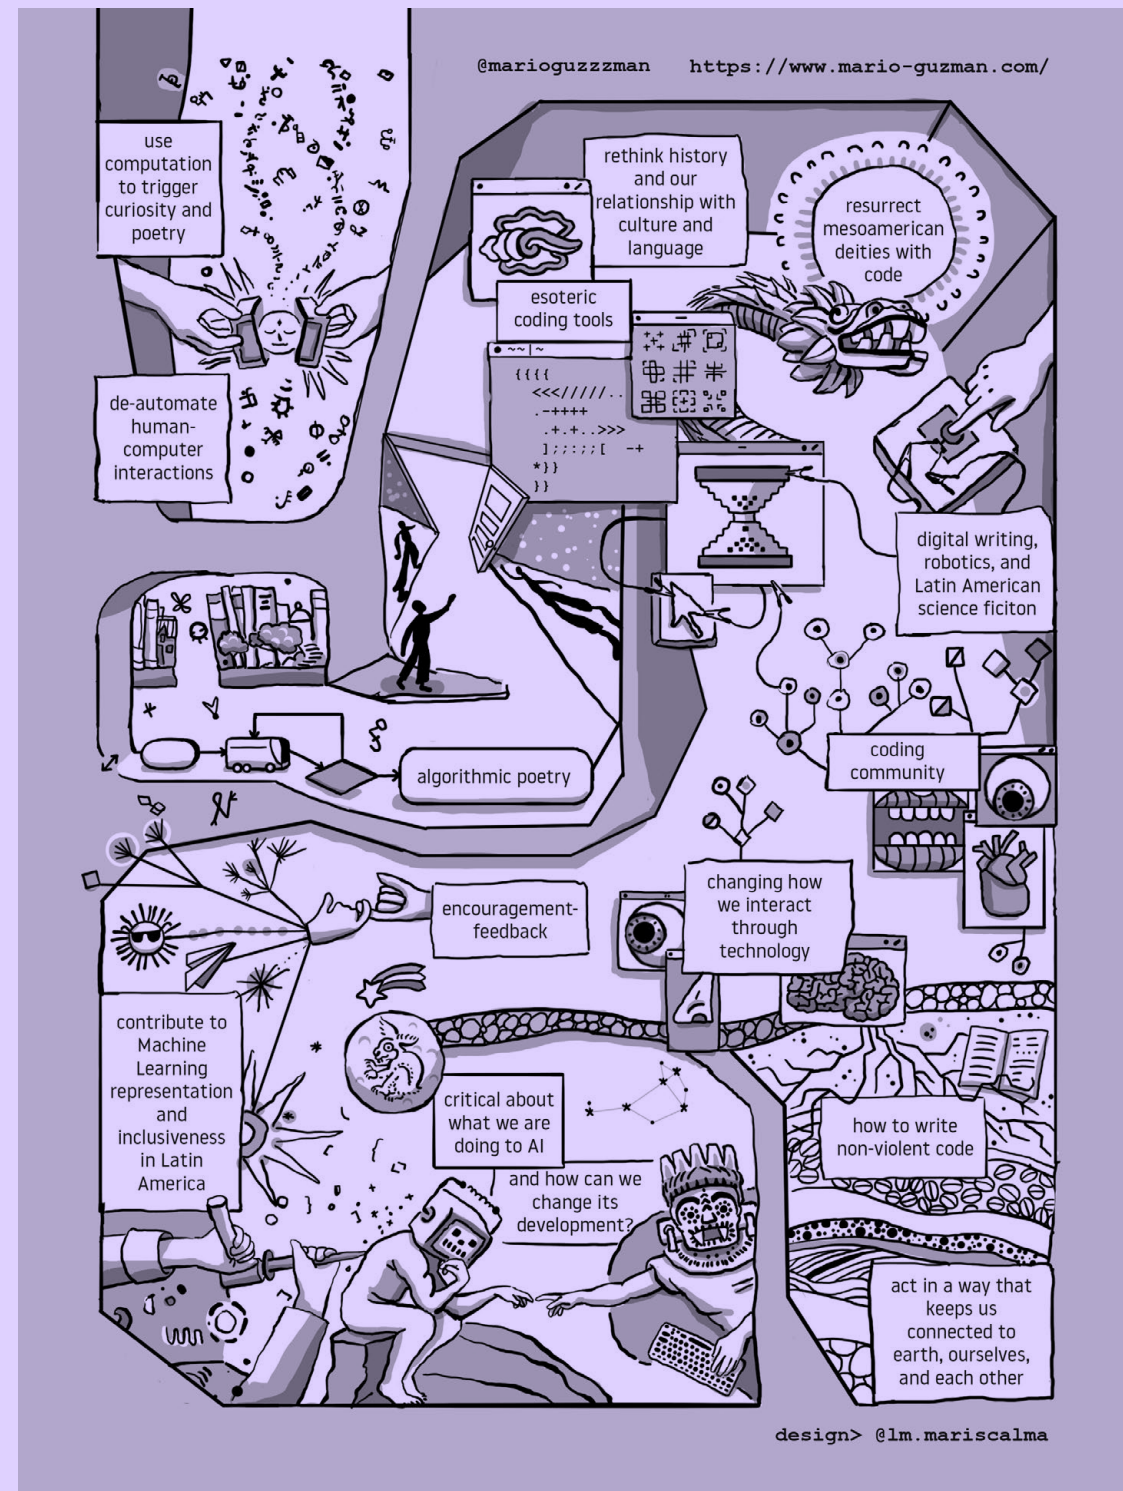 @marioguzzzman https://www.mario-guzman.com/
use
computation
to trigger
curiosity and
poetry
rethink history
and our
relationship with
culture and
language
resurrect
mesoamerican
deities with
code
esoteric
coding tools
{{{{
<<<//////..
.-++++
.+.+..>>>
];;:;;[ -+
*}}
}}
de-automate
human-
computer
interactions
digital writing,
robotics, and
Latin American
science ficiton
algorithmic poetry
coding
community
encouragement-
feedback
changing how
we interact
through
technology
contribute to
Machine
Learning
representation
and
inclusiveness
in Latin
America
critical about
what we are
doing to AI
and how can we
change its
development?
how to write
non-violent code
act in a way that
keeps us
connected to
earth, ourselves,
and each other
design> @lm.mariscalma